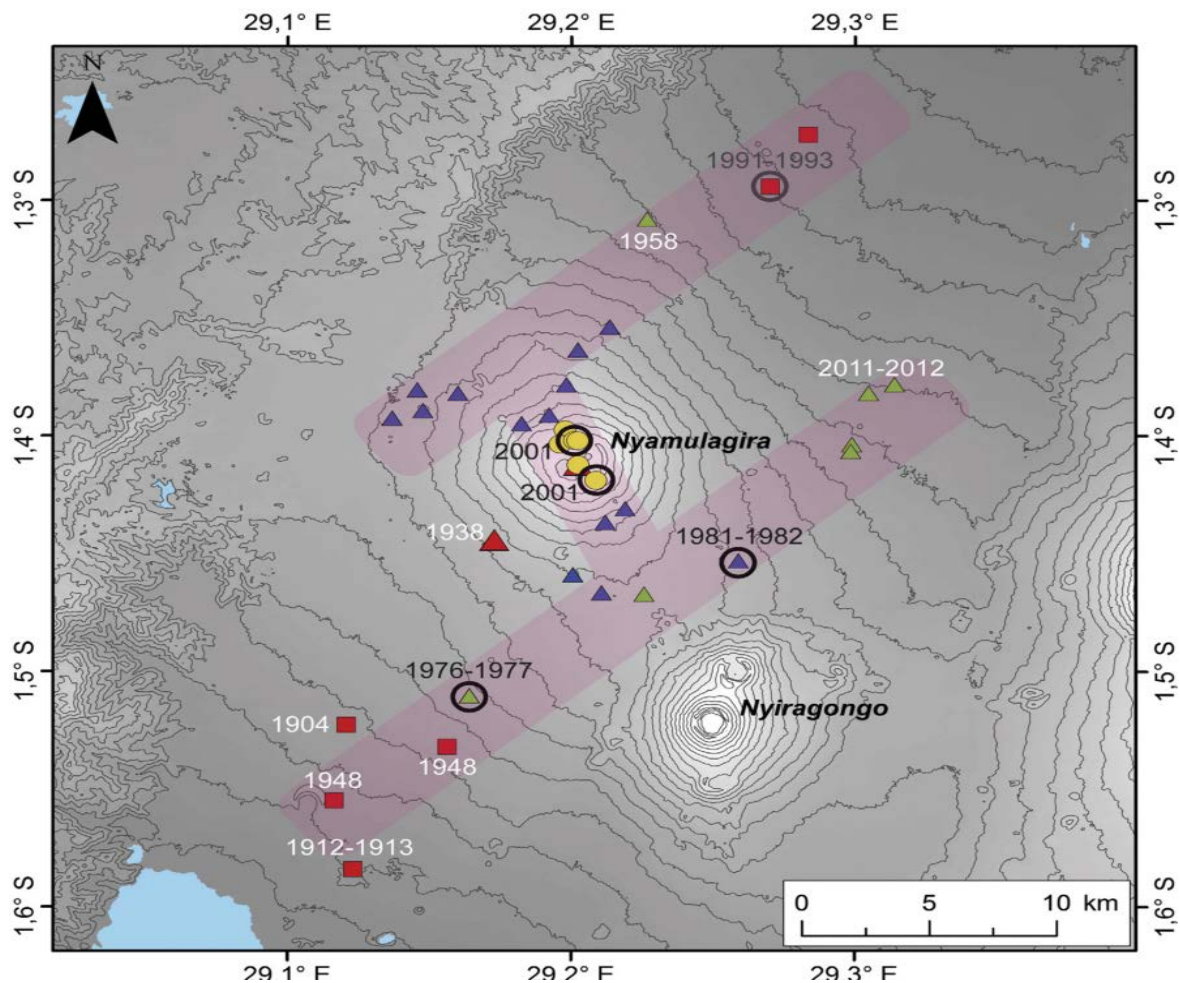 29,1° E 29,2° E 29,3° E
N
1991-1993
1,3° S 1,3° S
1958
2011-2012
1,4° S 1,4° S
Nyamulagira
2001
2001
1938
1981-1982
1976-1977
1,5° S 1,5° S
Nyiragongo
1904
1948
1948
1912-1913
0 5 10 km
1,6° S 1,6° S
29,1° E 29,2° E 29,3° E